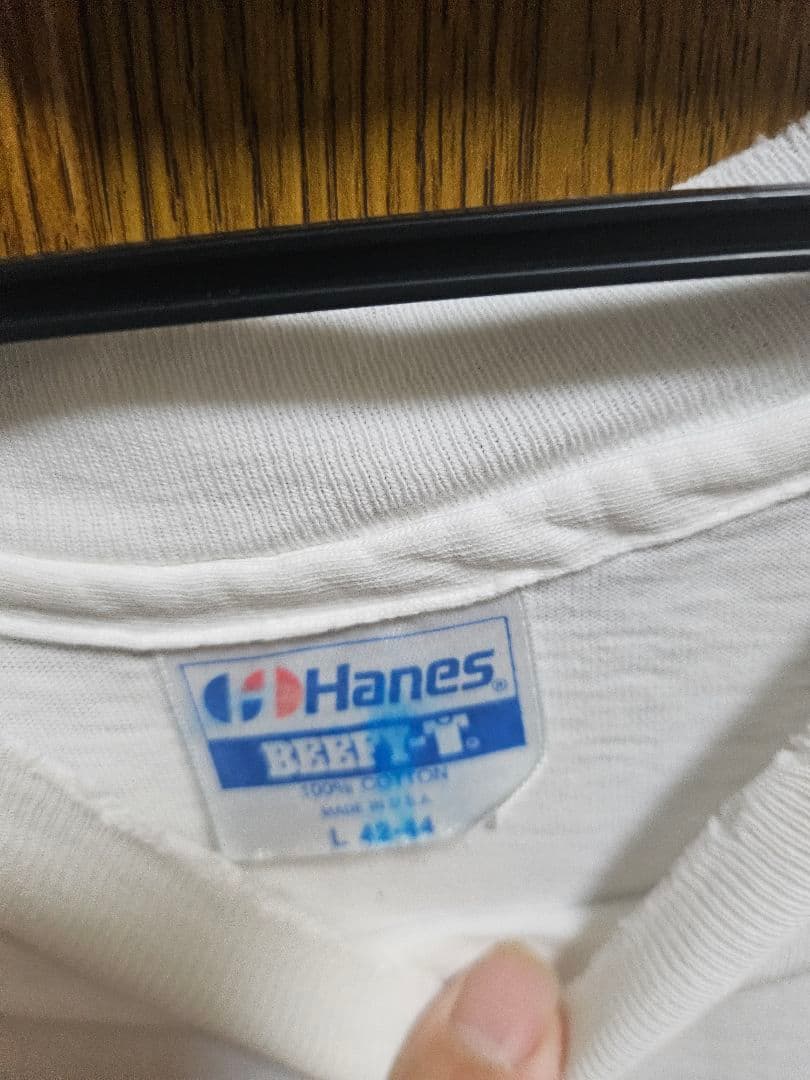 Hanes®
BEEFY-T®
100% COTTON
MADE IN U.S.A.
L 42-44